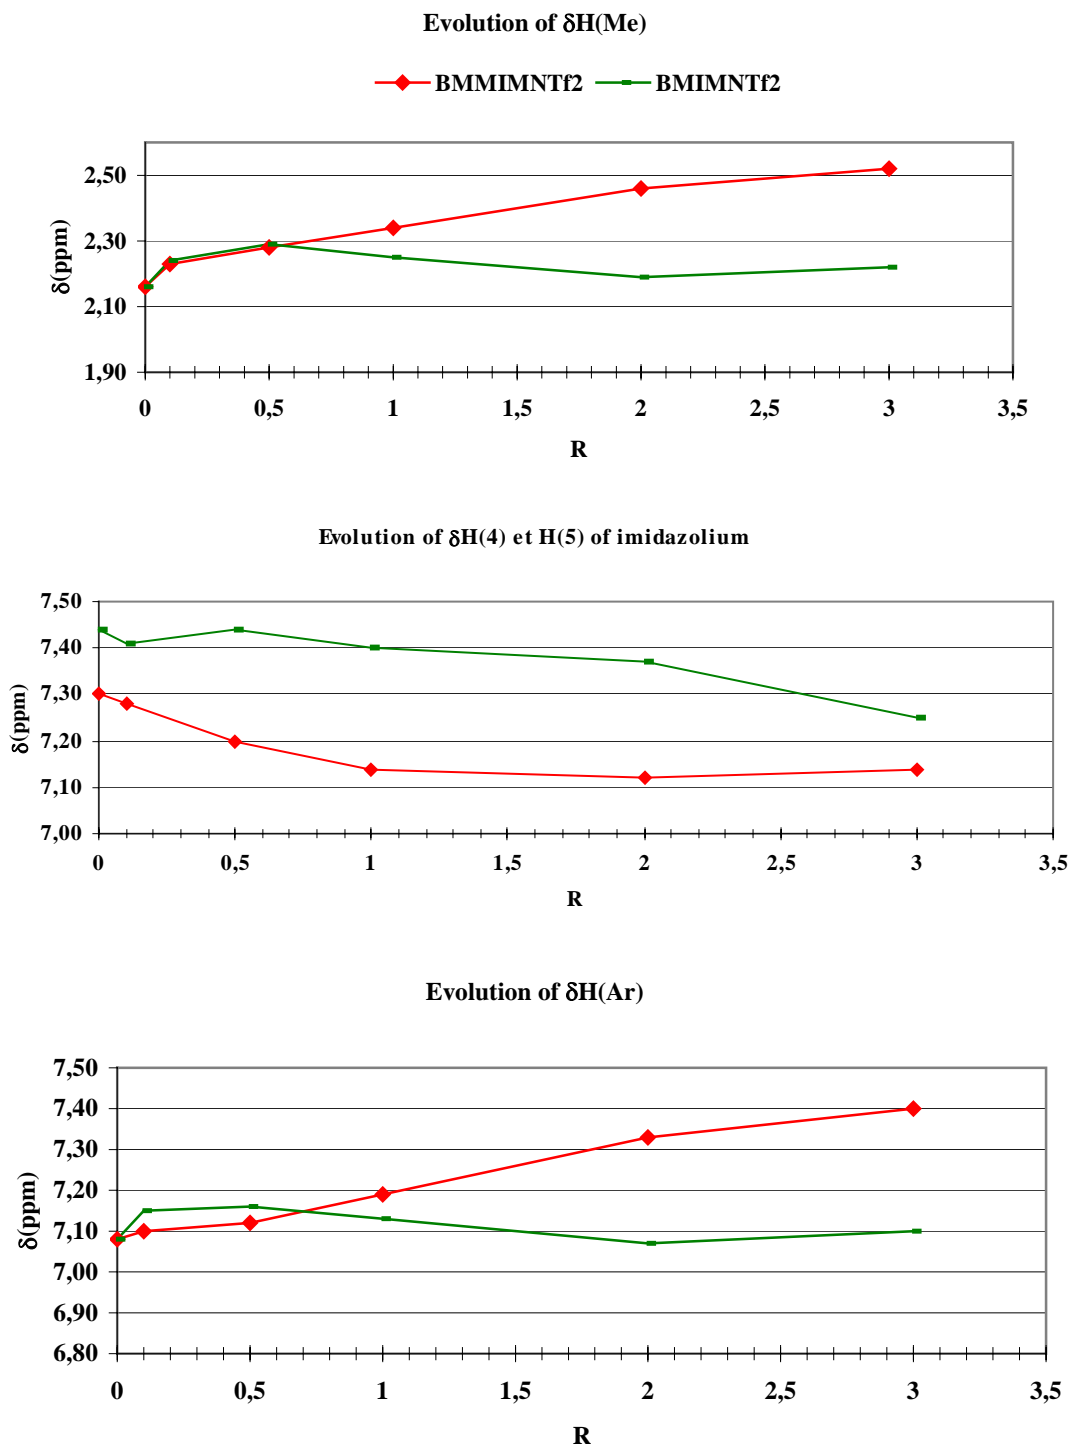 Evolution of δH(Me)
BMMIMNTf2 BMIMNTf2
2,50
2,30
2,10
1,90
δ(ppm)
0 0,5 1 1,5 2 2,5 3 3,5
R
Evolution of δH(4) et H(5) of imidazolium
7,50
7,40
7,30
7,20
7,10
7,00
δ(ppm)
0 0,5 1 1,5 2 2,5 3 3,5
R
Evolution of δH(Ar)
7,50
7,40
7,30
7,20
7,10
7,00
6,90
6,80
δ(ppm)
0 0,5 1 1,5 2 2,5 3 3,5
R